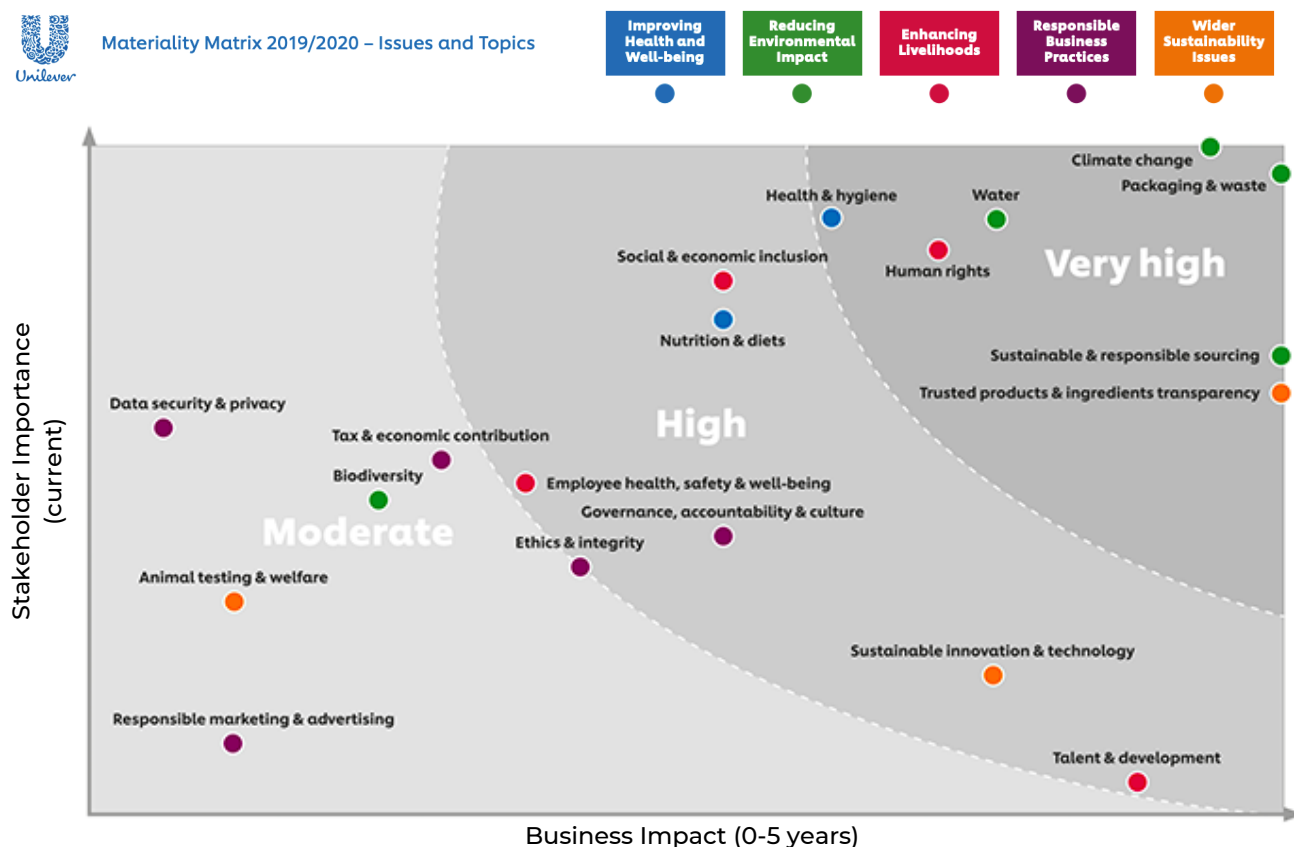 Unilever
Materiality Matrix 2019/2020 – Issues and Topics
Improving
Health and
Well-being
Reducing
Environmental
Impact
Enhancing
Livelihoods
Responsible
Business
Practices
Wider
Sustainability
Issues
Climate change
Packaging & waste
Health & hygiene
Water
Social & economic inclusion
Human rights
Very high
Nutrition & diets
Sustainable & responsible sourcing
Trusted products & ingredients transparency
Data security & privacy
High
Tax & economic contribution
Biodiversity
Employee health, safety & well-being
Governance, accountability & culture
Moderate
Ethics & integrity
Animal testing & welfare
Sustainable innovation & technology
Responsible marketing & advertising
Talent & development
Stakeholder Importance
(current)
Business Impact (0-5 years)